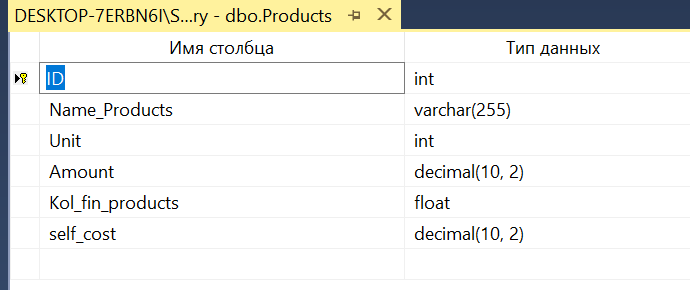 DESKTOP-7ERBN6I\S...ry - dbo.Products
Имя столбца Тип данных
ID int
Name_Products varchar(255)
Unit int
Amount decimal(10, 2)
Kol_fin_products float
self_cost decimal(10, 2)